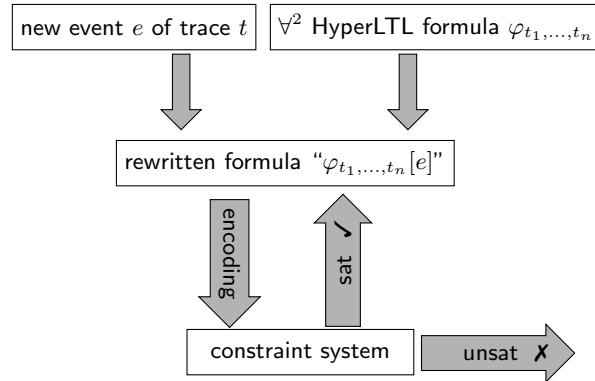 new event e of trace t
∀² HyperLTL formula φ_{t₁,...,tₙ}
rewritten formula “φ_{t₁,...,tₙ}[e]”
encoding
sat ✓
constraint system
unsat ✗